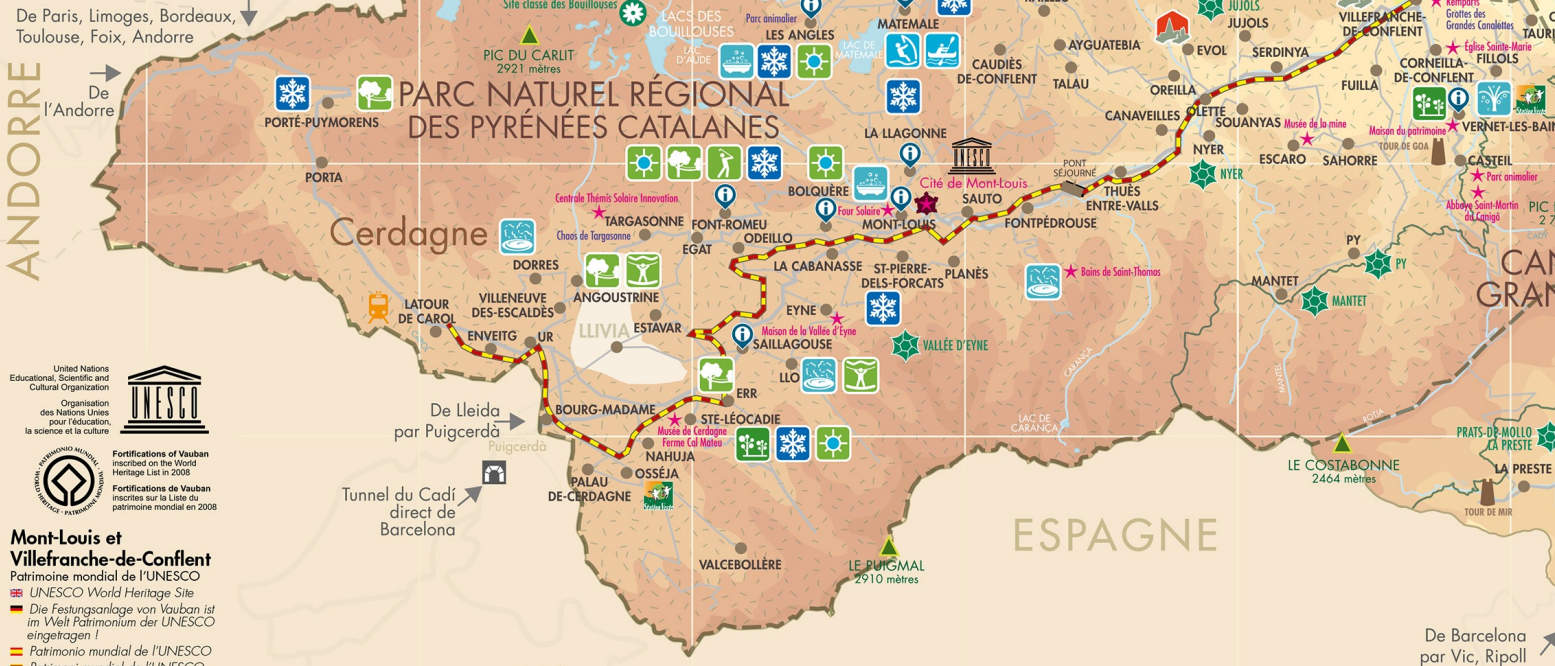 De Paris, Limoges, Bordeaux,
Toulouse, Foix, Andorre
De
l'Andorre
ANDORRE
Site classé des Bouillouses
PIC DU CARLIT
2921 mètres
LACS DES
BOUILLOUSES
LAC
D'AUDE
Parc animalier
LES ANGLES
MATEMALE
LAC DE
MATEMALE
CAUDIÈS
DE-CONFLENT
AYGUATEBIA
TALAU
EVOL
JUJOLS
JUJOLS
SERDINYA
OREILLA
VILLEFRANCHE-
DE-CONFLENT
Remparts
Grottes des
Grandes Canalettes
Église Sainte-Marie
FILLOLS
CORNEILLA-
DE-CONFLENT
FUILLA
PORTÉ-PUYMORENS
PARC NATUREL RÉGIONAL
DES PYRÉNÉES CATALANES
LA LLAGONNE
UNESCO
CANAVEILLES
OLETTE
SOUANYAS
Musée de la mine
Maison du patrimoine
VERNET-LES-BAINS
TOUR DE GOA
NYER
NYER
ESCARO
SAHORRE
CASTEIL
Parc animalier
Abbaye Saint-Martin
du Canigó
PORTA
Centrale Thémis Solaire Innovation
TARGASONNE
Chaos de Targasonne
Cerdagne
FONT-ROMEU
EGAT
ODEILLO
BOLQUÈRE
Four Solaire
MONT-LOUIS
Cité de Mont-Louis
SAUTO
PONT
SÉJOURNÉ
THUÈS
ENTRE-VALLS
FONTPÉDROUSE
LA CABANASSE
ST-PIERRE-
DELS-FORCATS
PLANÈS
Bains de Saint-Thomas
PY
PY
MANTET
MANTET
CADY
DORRES
ANGOUSTRINE
VILLENEUVE
DES-ESCALDÈS
LATOUR
DE CAROL
ENVEITG
UR
LLIVIA
ESTAVAR
EYNE
Maison de la Vallée d'Eyne
SAILLAGOUSE
VALLÉE D'EYNE
LLO
ERR
STE-LÉOCADIE
Musée de Cerdagne
Ferme Cal Mateu
BOURG-MADAME
NAHUJA
OSSÉJA
PALAU
DE-CERDAGNE
VALCEBOLLÈRE
LE PUIGMAL
2910 mètres
CARANÇA
LAC DE
CARANÇA
MANTEL
ROTIA
LE COSTABONNE
2464 mètres
PRATS-DE-MOLLO
LA PRESTE
LA PRESTE
TOUR DE MIR
ESPAGNE
De Lleida
par Puigcerdà
Puigcerdà
Tunnel du Cadí
direct de
Barcelona
De Barcelona
par Vic, Ripoll
United Nations
Educational, Scientific and
Cultural Organization
Organisation
des Nations Unies
pour l'éducation,
la science et la culture
UNESCO
WORLD HERITAGE · PATRIMOINE MONDIAL · PATRIMONIO MUNDIAL
Fortifications of Vauban
inscribed on the World
Heritage List in 2008
Fortifications de Vauban
inscrites sur la Liste du
patrimoine mondial en 2008
Mont-Louis et
Villefranche-de-Conflent
Patrimoine mondial de l'UNESCO
UNESCO World Heritage Site
Die Festungsanlage von Vauban ist
im Welt Patrimonium der UNESCO
eingetragen !
Patrimonio mundial de l'UNESCO